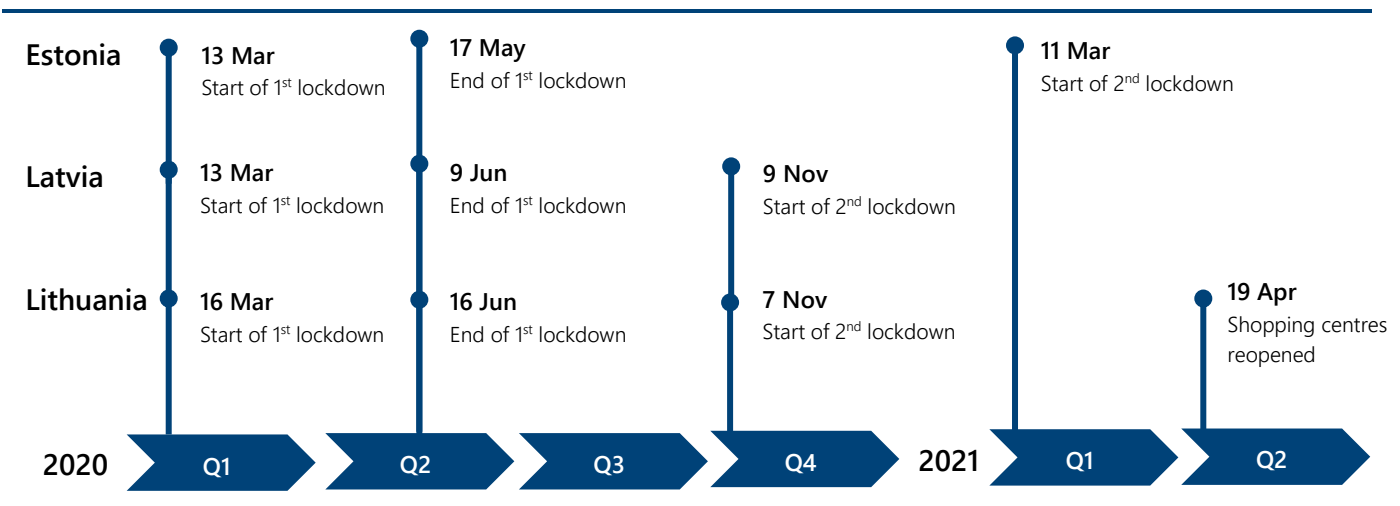 Estonia
13 Mar
Start of 1st lockdown
17 May
End of 1st lockdown
11 Mar
Start of 2nd lockdown
Latvia
13 Mar
Start of 1st lockdown
9 Jun
End of 1st lockdown
9 Nov
Start of 2nd lockdown
Lithuania
16 Mar
Start of 1st lockdown
16 Jun
End of 1st lockdown
7 Nov
Start of 2nd lockdown
19 Apr
Shopping centres
reopened
2020
Q1
Q2
Q3
Q4
2021
Q1
Q2